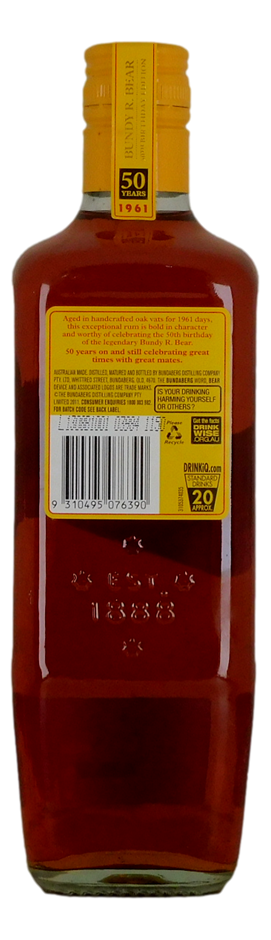 BUNDY R. BEAR
50TH BIRTHDAY EDITION
50
YEARS
1961
Aged in handcrafted oak vats for 1961 days,
this exceptional rum is bold in character
and worthy of celebrating the 50th birthday
of the legendary Bundy R. Bear.
50 years on and still celebrating great
times with great mates.
AUSTRALIAN MADE, DISTILLED, MATURED AND BOTTLED BY BUNDABERG DISTILLING COMPANY
PTY. LTD, WHITTRED STREET, BUNDABERG, QLD, 4670. THE BUNDABERG WORD, BEAR
DEVICE AND ASSOCIATED LOGOS ARE TRADE MARKS.
© THE BUNDABERG DISTILLING COMPANY PTY
LIMITED 2011. CONSUMER ENQUIRIES
FOR BATCH CODE SEE BACK LABEL.
IS YOUR DRINKING
HARMING YOURSELF
OR OTHERS?
Get the facts
DRINK
WISE
.ORG.AU
Please
Recycle
9 310495 076390
DRINKiQ.com
STANDARD
DRINKS
20
APPROX.
EST.
1888